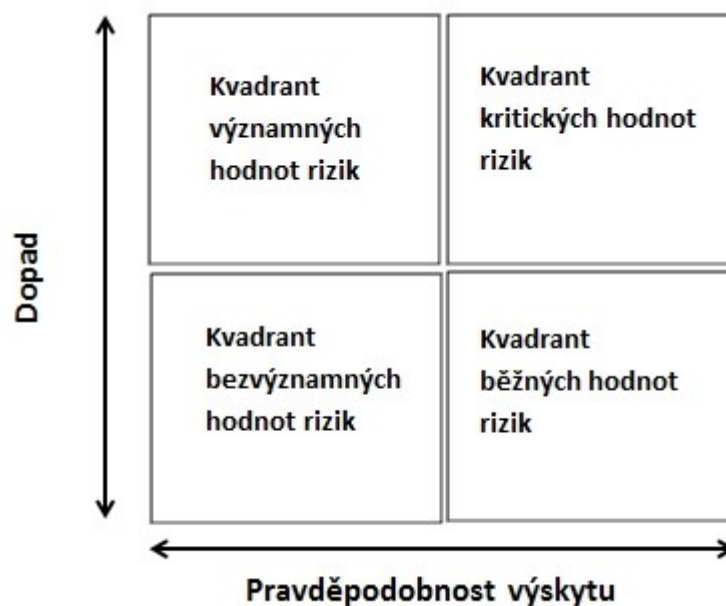 Kvadrant
významných
hodnot rizik
Kvadrant
kritických hodnot
rizik
Dopad
Kvadrant
bezvýznamných
hodnot rizik
Kvadrant
běžných hodnot
rizik
Pravděpodobnost výskytu